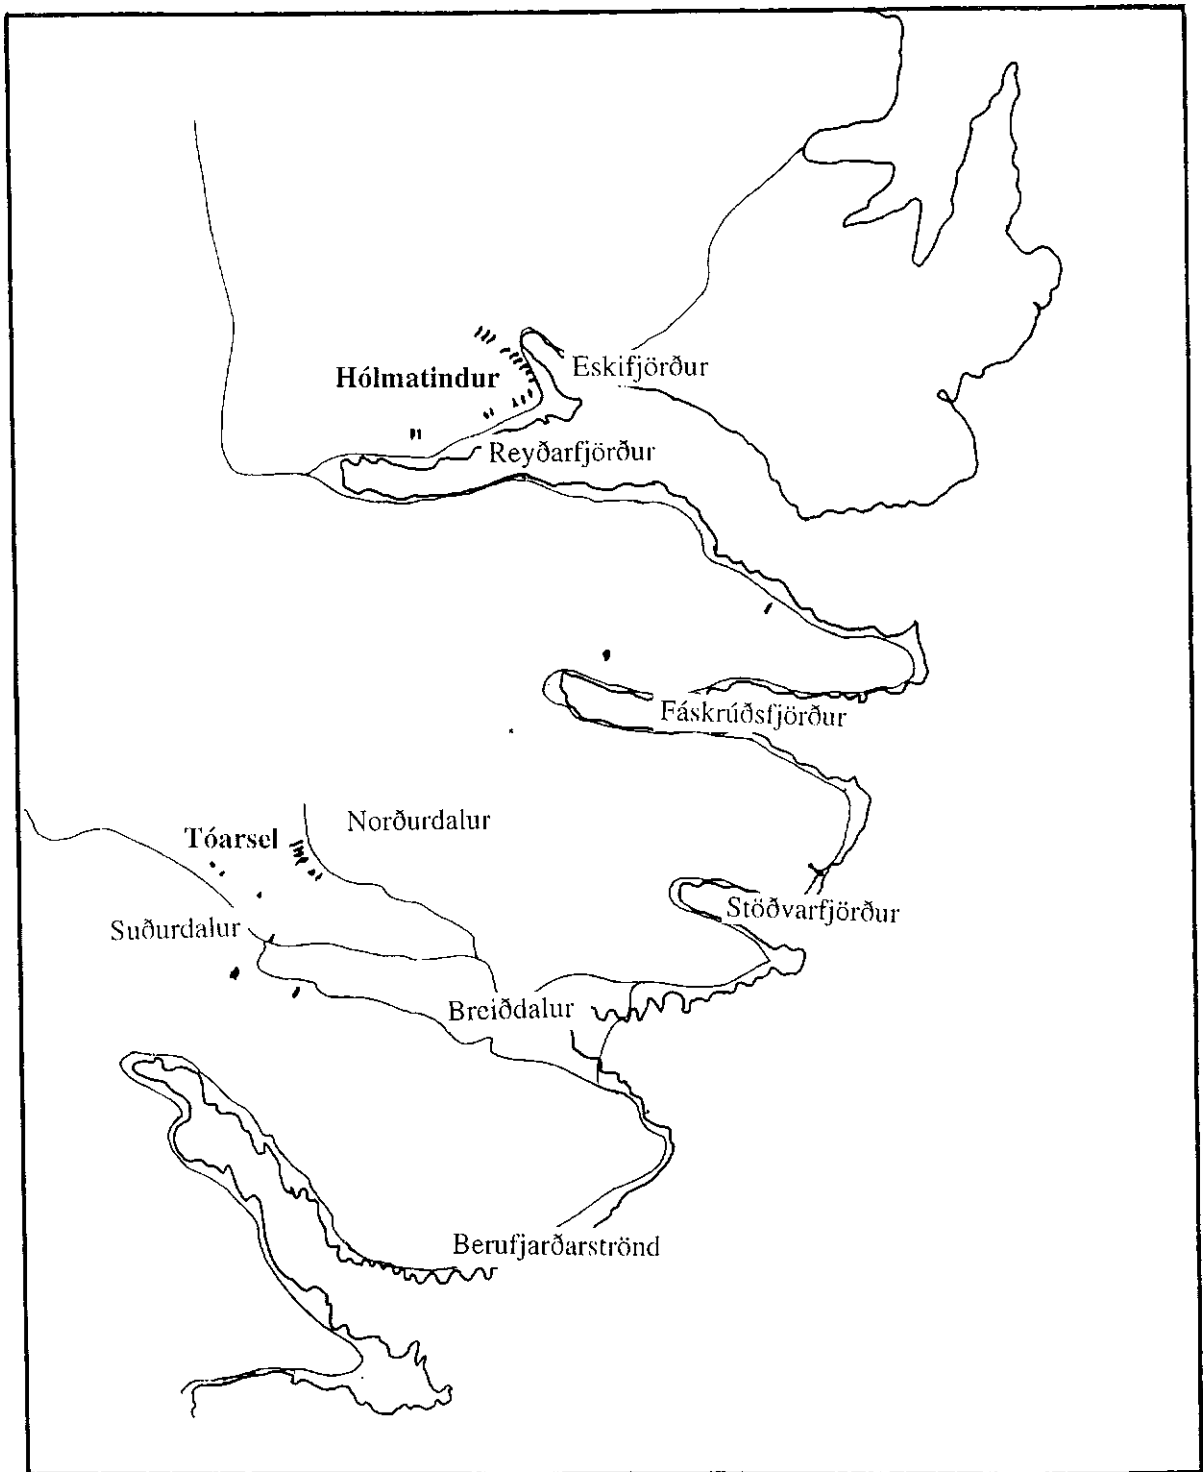 Eskifjörður
Hólmatindur
Reyðarfjörður
Fáskrúðsfjörður
Norðurdalur
Tóarsel
Stöðvarfjörður
Suðurdalur
Breiðdalur
Berufjarðarströnd